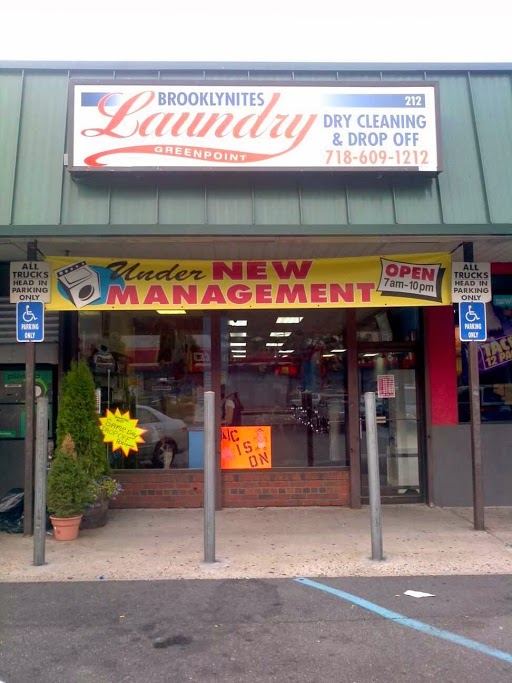 BROOKLYNITES
Laundry
GREENPOINT
212
DRY CLEANING
& DROP OFF
718-609-1212
Under NEW
MANAGEMENT
OPEN
7am-10pm
ALL
TRUCKS
HEAD IN
PARKING
ONLY
PARKING
ONLY
ALL
TRUCKS
HEAD IN
PARKING
ONLY
PARKING
ONLY
A/C
IS
ON